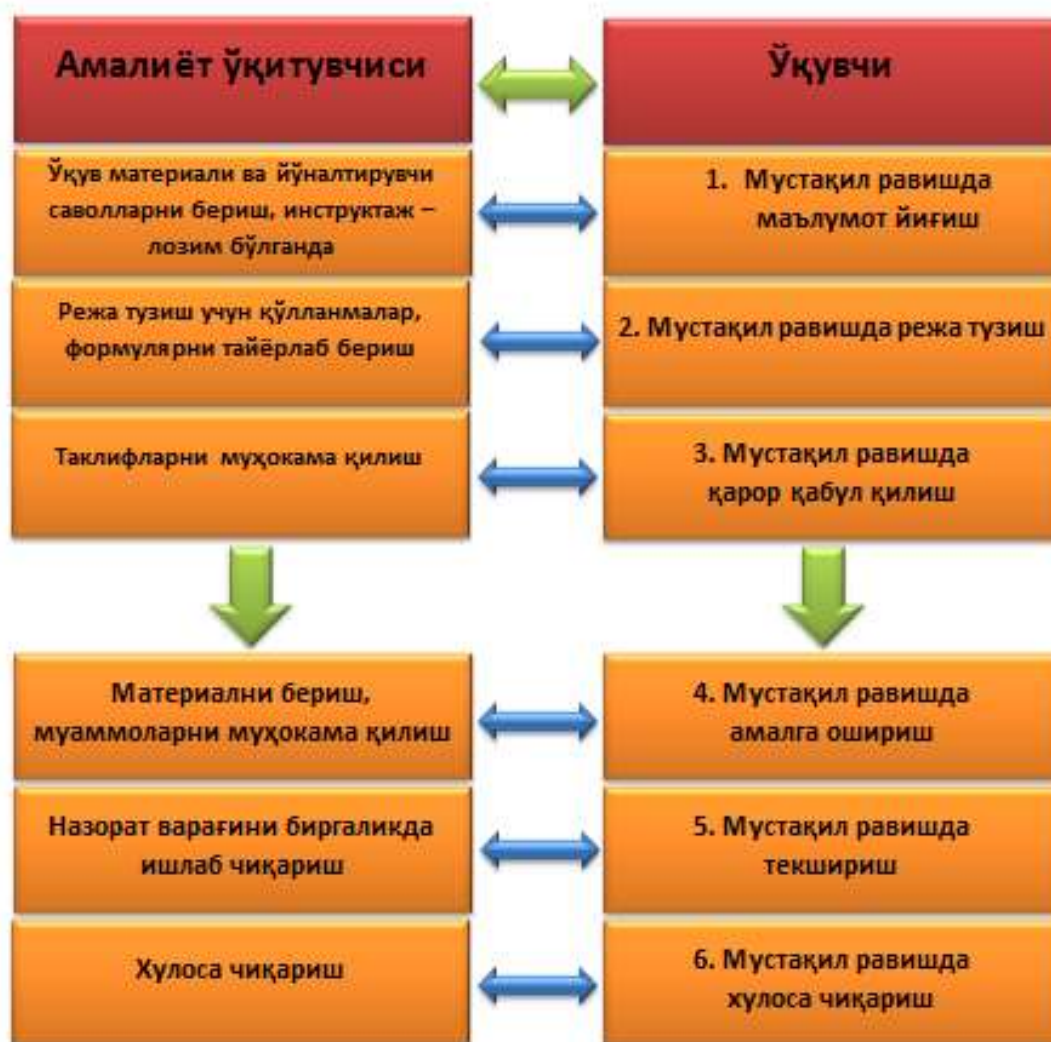 Амалиёт ўқитувчиси
Ўқувчи
Ўқув материали ва йўналтирувчи
саволларни бериш, инструктаж –
лозим бўлганда
1. Мустақил равишда
маълумот йиғиш
Режа тузиш учун қўлланмалар,
формулярни тайёрлаб бериш
2. Мустақил равишда режа тузиш
Таклифларни муҳокама қилиш
3. Мустақил равишда
қарор қабул қилиш
Материални бериш,
муаммоларни муҳокама қилиш
4. Мустақил равишда
амалга ошириш
Назорат варағини биргаликда
ишлаб чиқариш
5. Мустақил равишда
текшириш
Хулоса чиқариш
6. Мустақил равишда
хулоса чиқариш